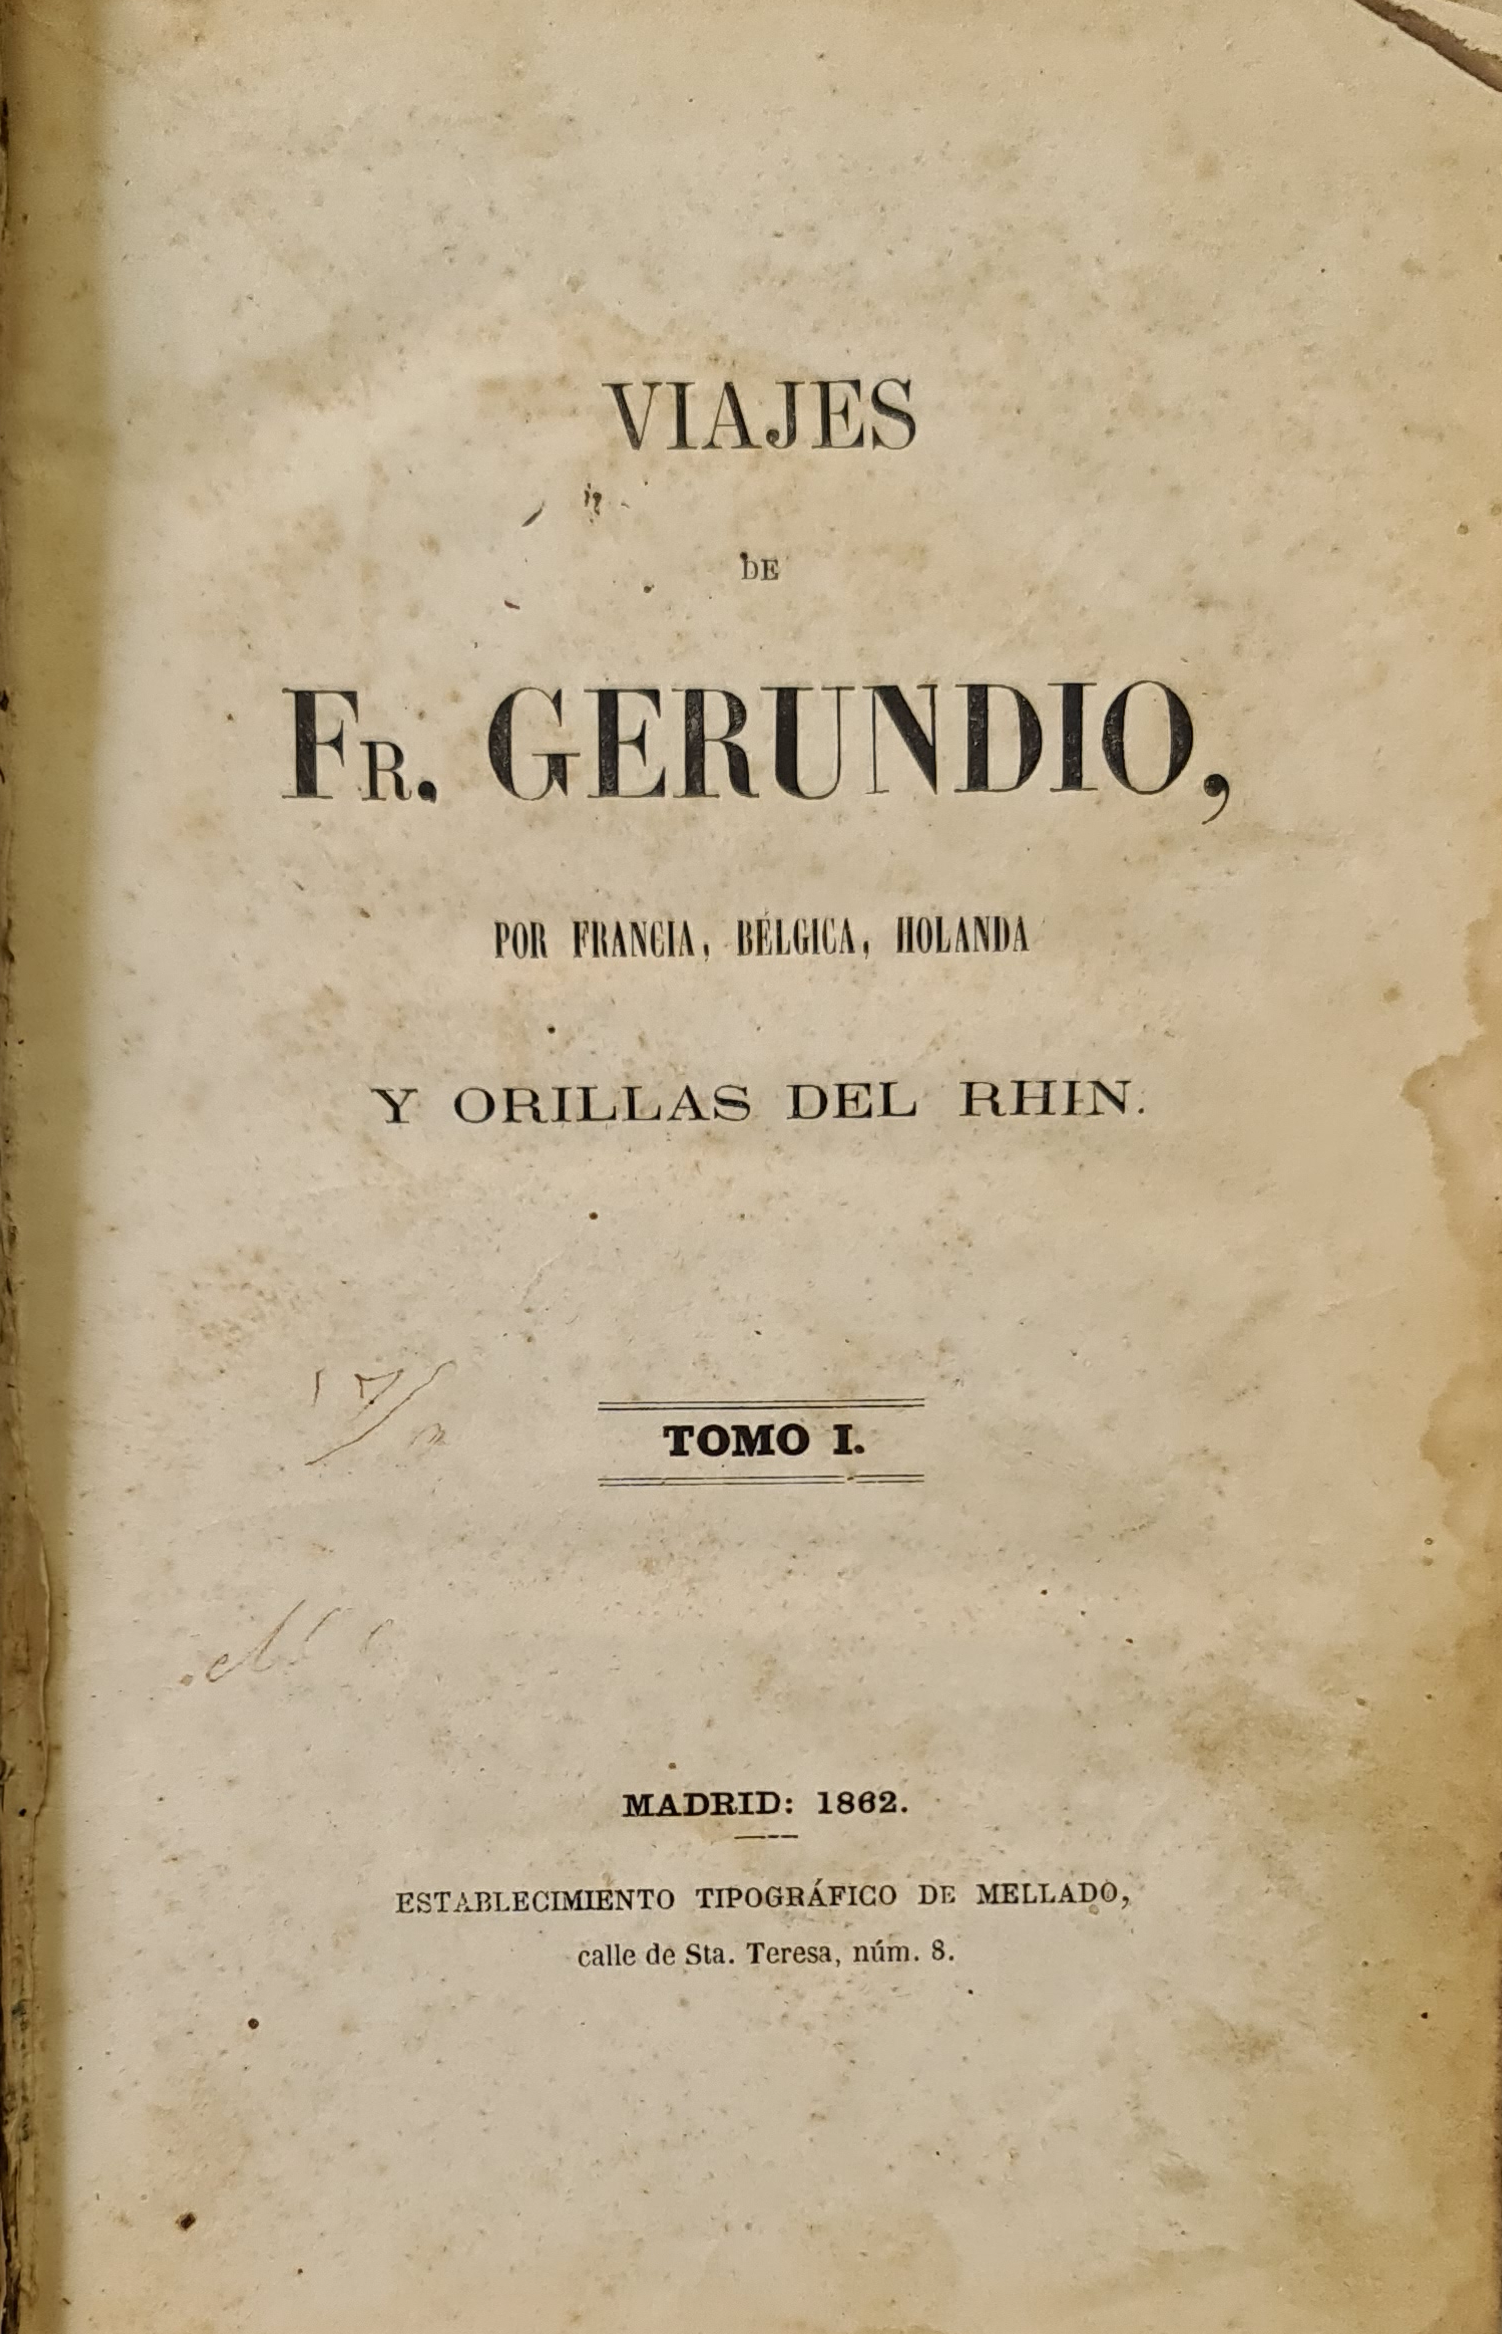 VIAJES
DE
FR. GERUNDIO,
POR FRANCIA, BÉLGICA, HOLANDA
Y ORILLAS DEL RHIN.
TOMO I.
MADRID: 1862.
ESTABLECIMIENTO TIPOGRÁFICO DE MELLADO,
calle de Sta. Teresa, núm. 8.